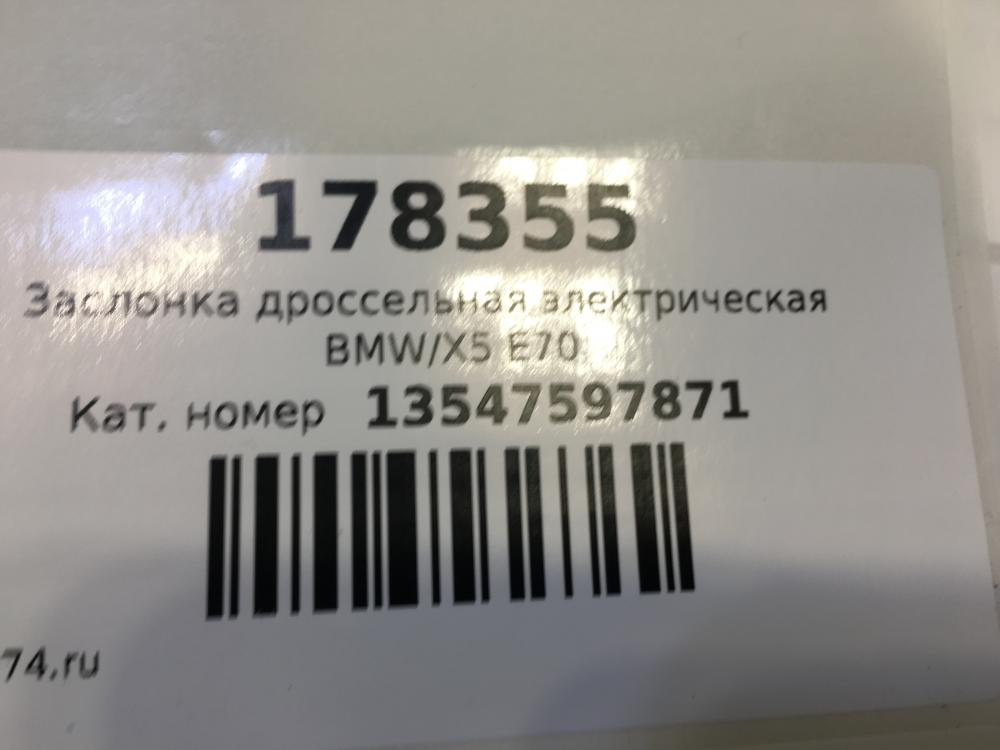 178355
Заслонка дроссельная электрическая
BMW/X5 E70
Кат. номер 13547597871
74.ru